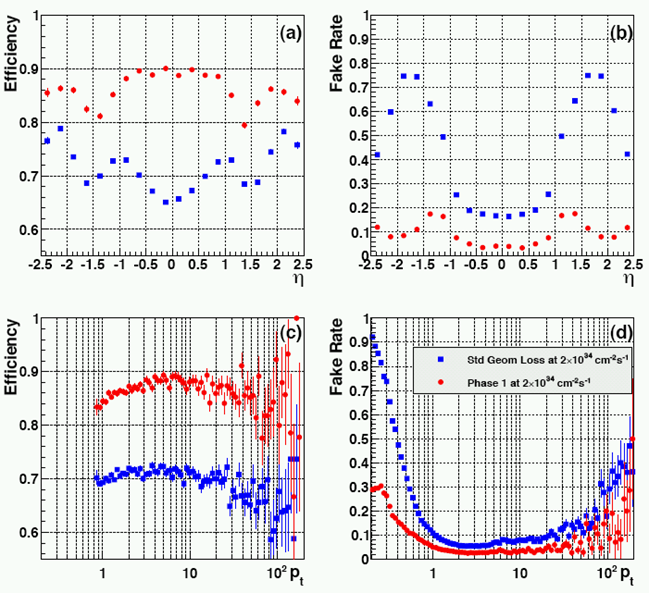 (a)
Efficiency
1
0.9
0.8
0.7
0.6
-2.5 -2 -1.5 -1 -0.5 0 0.5 1 1.5 2 2.5
η
(b)
Fake Rate
1
0.9
0.8
0.7
0.6
0.5
0.4
0.3
0.2
0.1
0
-2.5 -2 -1.5 -1 -0.5 0 0.5 1 1.5 2 2.5
η
(c)
Efficiency
1
0.9
0.8
0.7
0.6
1 10 10² pt
(d)
Fake Rate
1
0.9
0.8
0.7
0.6
0.5
0.4
0.3
0.2
0.1
0
Std Geom Loss at 2×10³⁴ cm⁻²s⁻¹
Phase 1 at 2×10³⁴ cm⁻²s⁻¹
1 10 10² pt